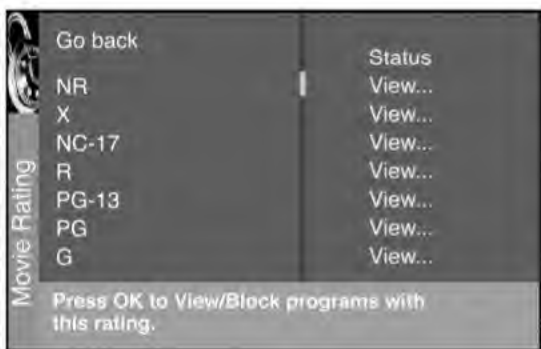 Go back
Status
NR View...
X View...
NC-17 View...
R View...
PG-13 View...
PG View...
G View...
Movie Rating
Press OK to View/Block programs with
this rating.